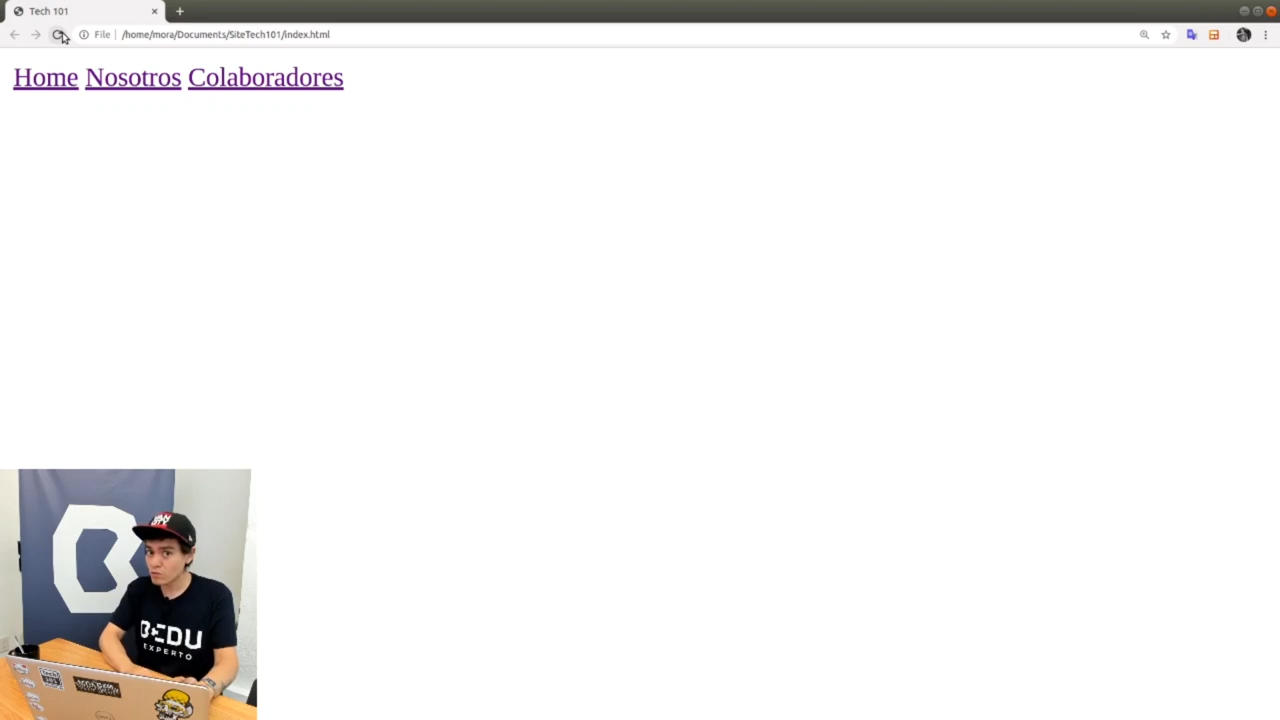 Tech 101
File
/home/mora/Documents/SiteTech101/index.html
Home Nosotros Colaboradores
B
BEDU
EXPERTO